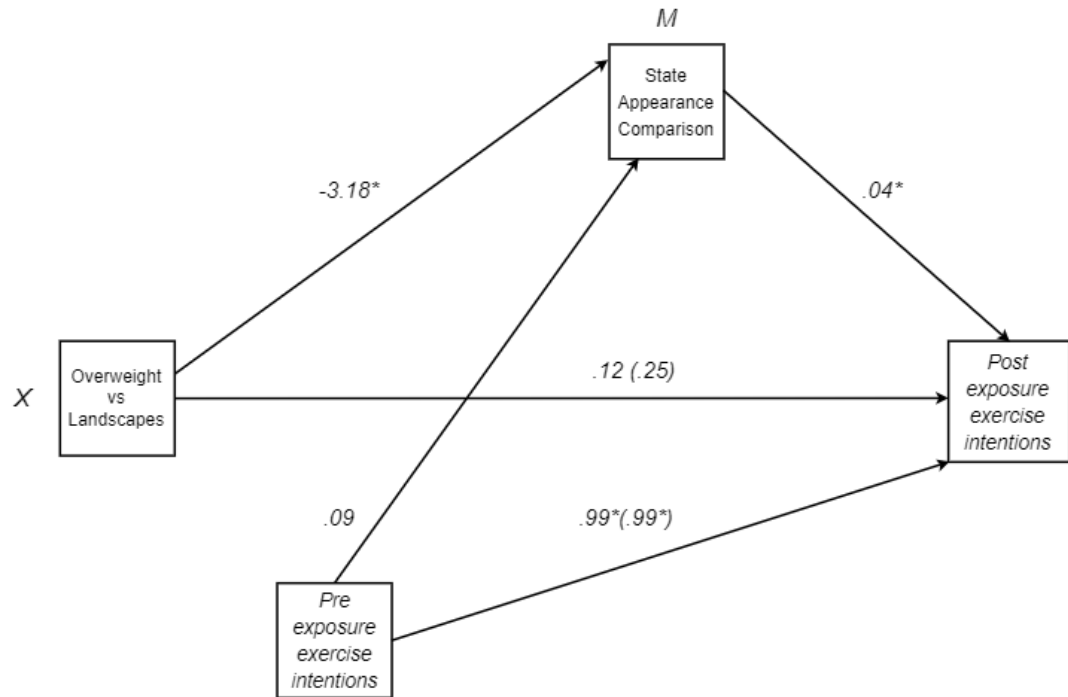 M
State
Appearance
Comparison
-3.18*
.04*
X
Overweight
vs
Landscapes
.12 (.25)
Post
exposure
exercise
intentions
.09
.99*(.99*)
Pre
exposure
exercise
intentions